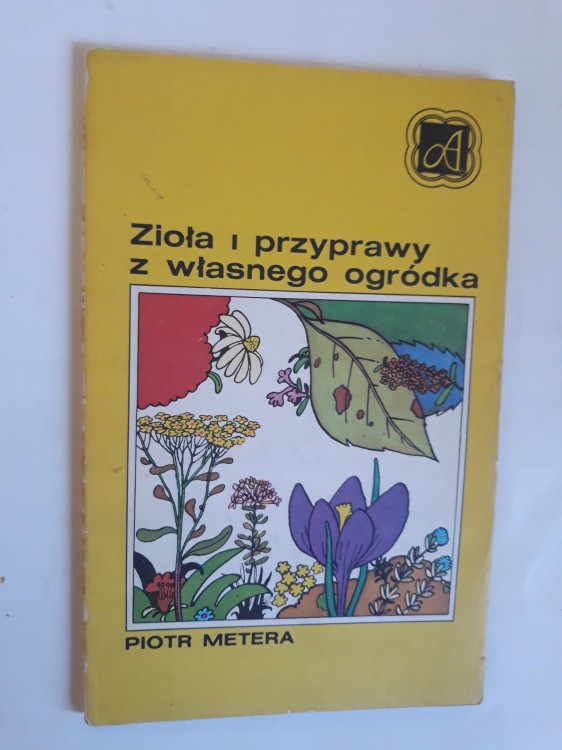 A
Zioła i przyprawy
z własnego ogródka
PIOTR METERA